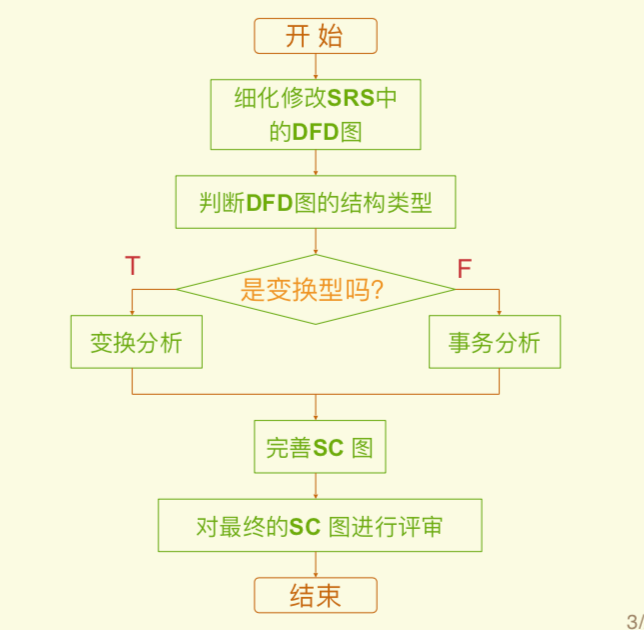 开 始
细化修改SRS中
的DFD图
判断DFD图的结构类型
T
F
是变换型吗?
变换分析
事务分析
完善SC 图
对最终的SC 图进行评审
结束
3/